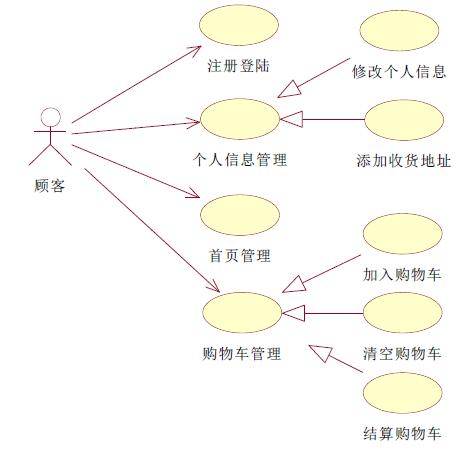 注册登陆
修改个人信息
个人信息管理
添加收货地址
顾客
首页管理
加入购物车
购物车管理
清空购物车
结算购物车